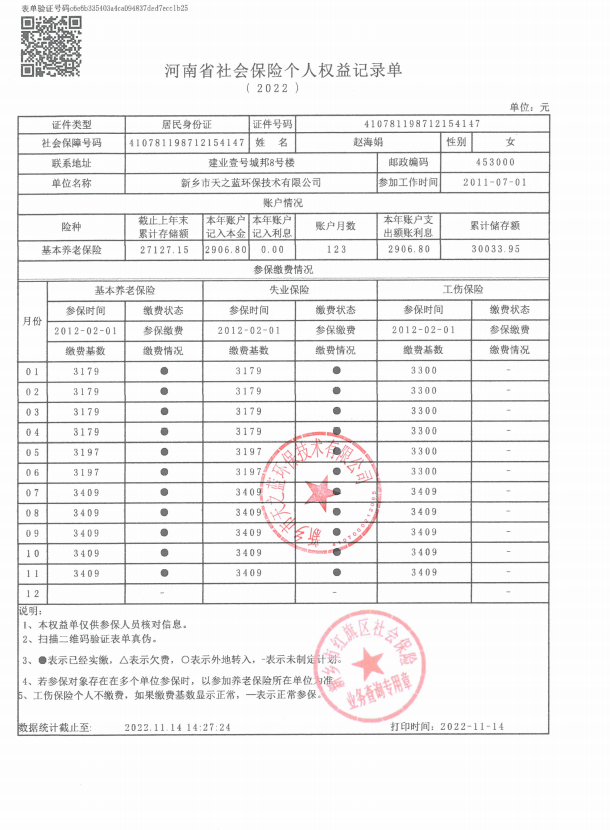 表单验证号码c6e6b335403a4ca094837ded7ecc1b25
河南省社会保险个人权益记录单
( 2022 )
单位：元
证件类型 居民身份证 证件号码 410781198712154147
社会保障号码 410781198712154147 姓 名 赵海娟 性别 女
联系地址 建业壹号城邦8号楼 邮政编码 453000
单位名称 新乡市天之蓝环保技术有限公司 参加工作时间 2011-07-01
账户情况
险种 截止上年末累计存储额 本年账户记入本金 本年账户记入利息 账户月数 本年账户支出额账利息 累计储存额
基本养老保险 27127.15 2906.80 0.00 123 2906.80 30033.95
参保缴费情况
月份 基本养老保险 失业保险 工伤保险
参保时间 缴费状态 参保时间 缴费状态 参保时间 缴费状态
2012-02-01 参保缴费 2012-02-01 参保缴费 2012-02-01 参保缴费
缴费基数 缴费情况 缴费基数 缴费情况 缴费基数 缴费情况
01 3179 ● 3179 ● 3300 -
02 3179 ● 3179 ● 3300 -
03 3179 ● 3179 ● 3300 -
04 3179 ● 3179 ● 3300 -
05 3197 ● 3197 ● 3300 -
06 3197 ● 3197 ● 3300 -
07 3409 ● 3409 ● 3409 -
08 3409 ● 3409 ● 3409 -
09 3409 ● 3409 ● 3409 -
10 3409 ● 3409 ● 3409 -
11 3409 ● 3409 ● 3409 -
12 - - -
新乡市天之蓝环保技术有限公司
说明：
1、本权益单仅供参保人员核对信息。
2、扫描二维码验证表单真伪。
3、●表示已经实缴，△表示欠费，○表示外地转入，-表示未制定计划。
4、若参保对象存在在多个单位参保时，以参加养老保险所在单位为准。
5、工伤保险个人不缴费，如果缴费基数显示正常，一表示正常参保。
新乡市红旗区社会保险
业务查询专用章
数据统计截止至: 2022.11.14 14:27:24 打印时间：2022-11-14